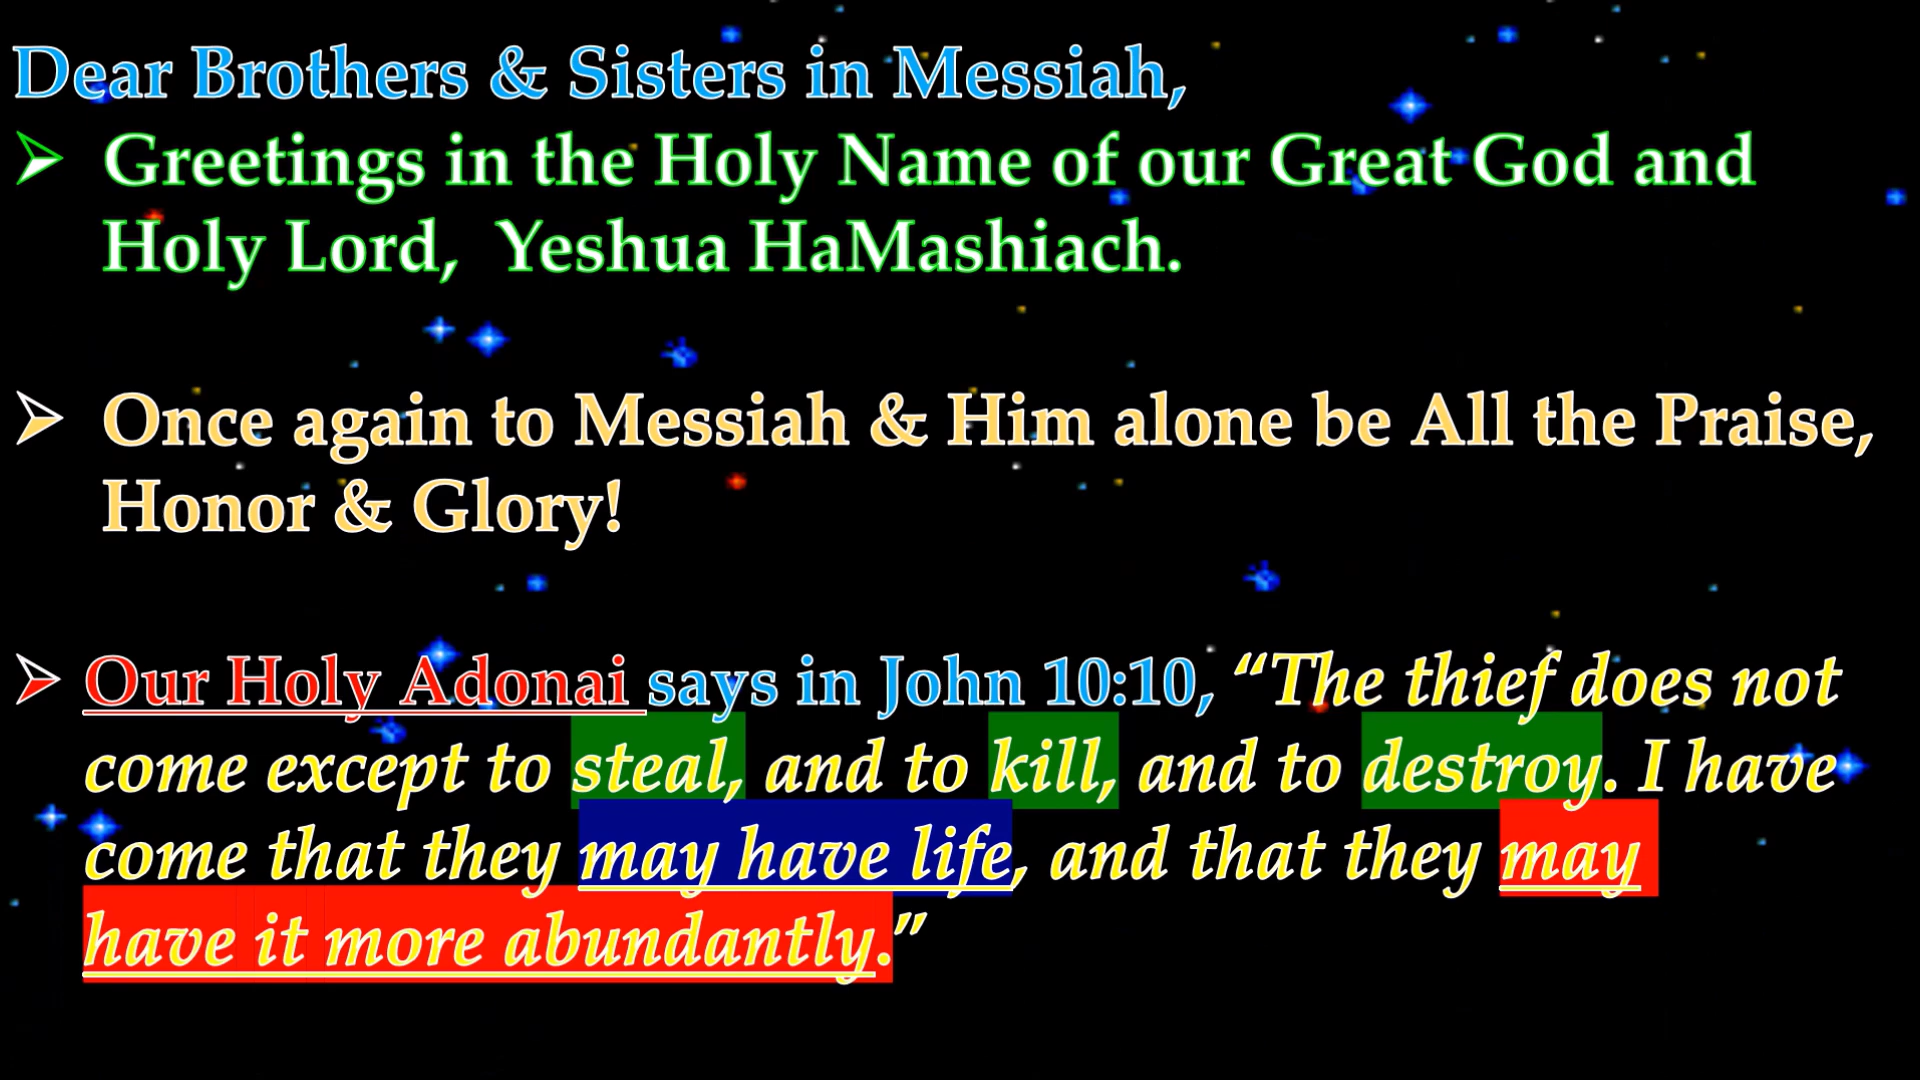 Dear Brothers & Sisters in Messiah,
➢ Greetings in the Holy Name of our Great God and
Holy Lord,  Yeshua HaMashiach.
➢ Once again to Messiah & Him alone be All the Praise,
Honor & Glory!
➢ Our Holy Adonai says in John 10:10, “The thief does not
come except to steal, and to kill, and to destroy. I have
come that they may have life, and that they may
have it more abundantly.”